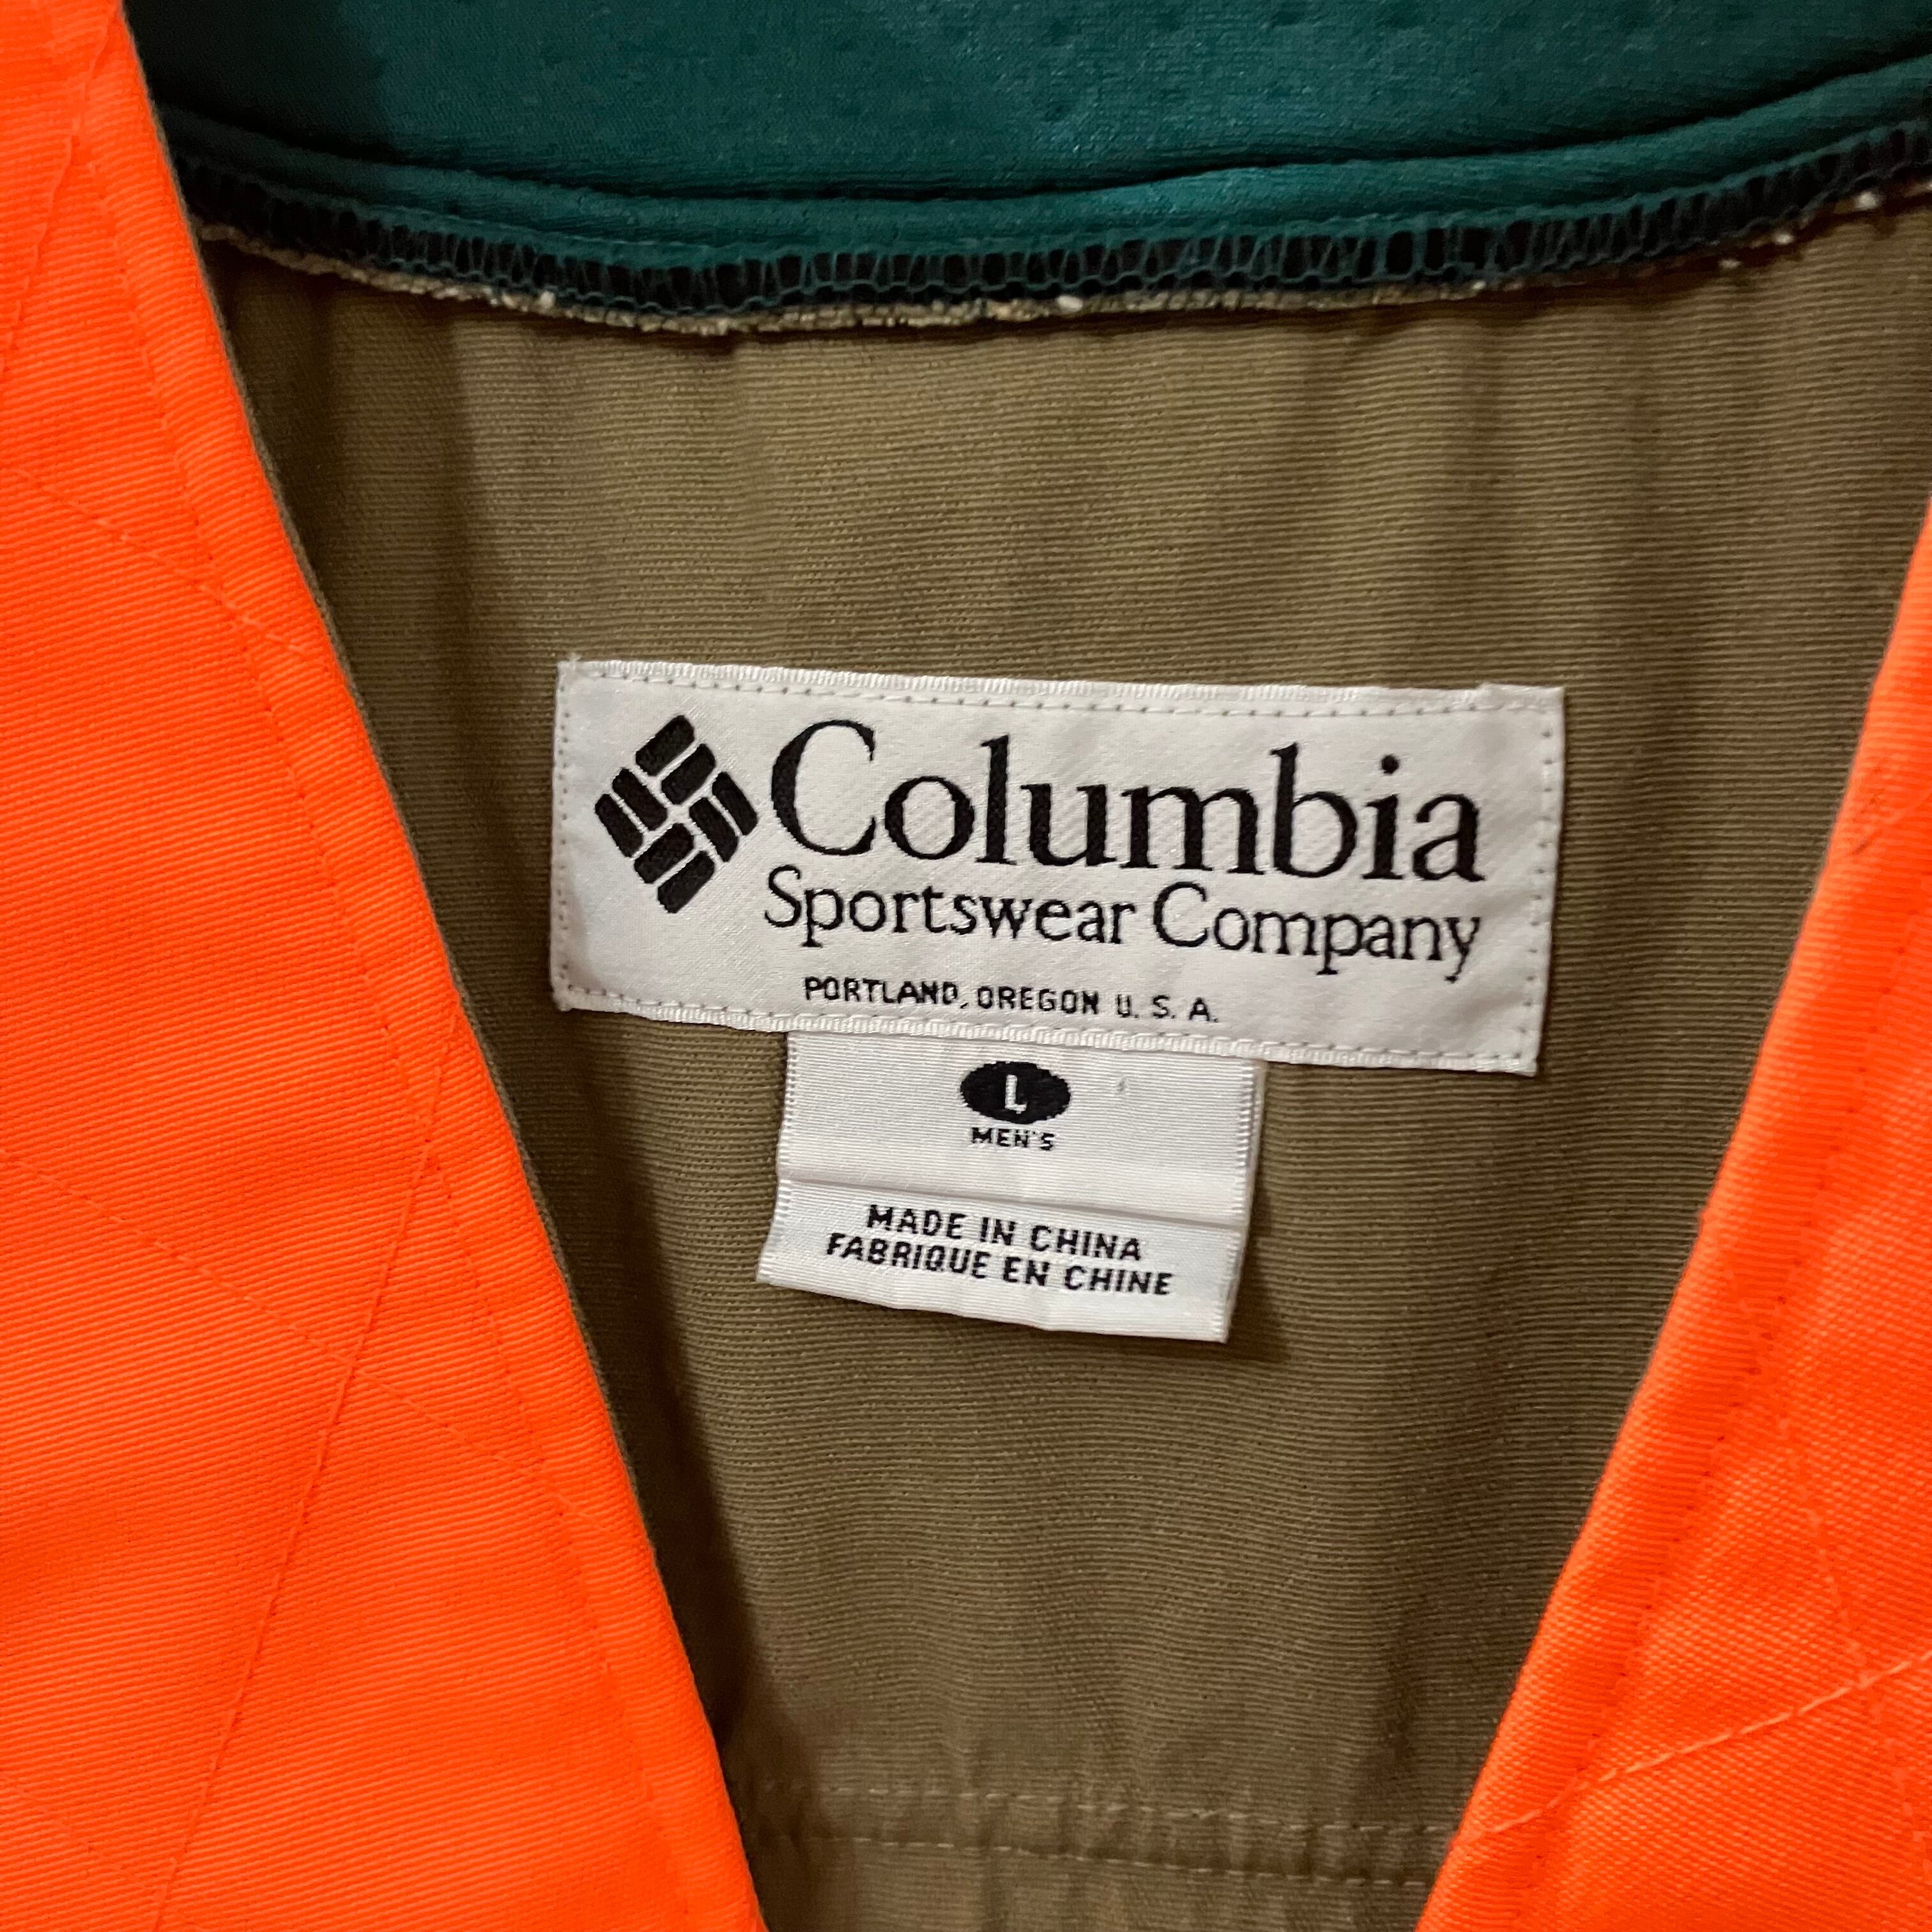 Columbia
Sportswear Company
PORTLAND, OREGON U. S. A.
L
MEN'S
MADE IN CHINA
FABRIQUE EN CHINE